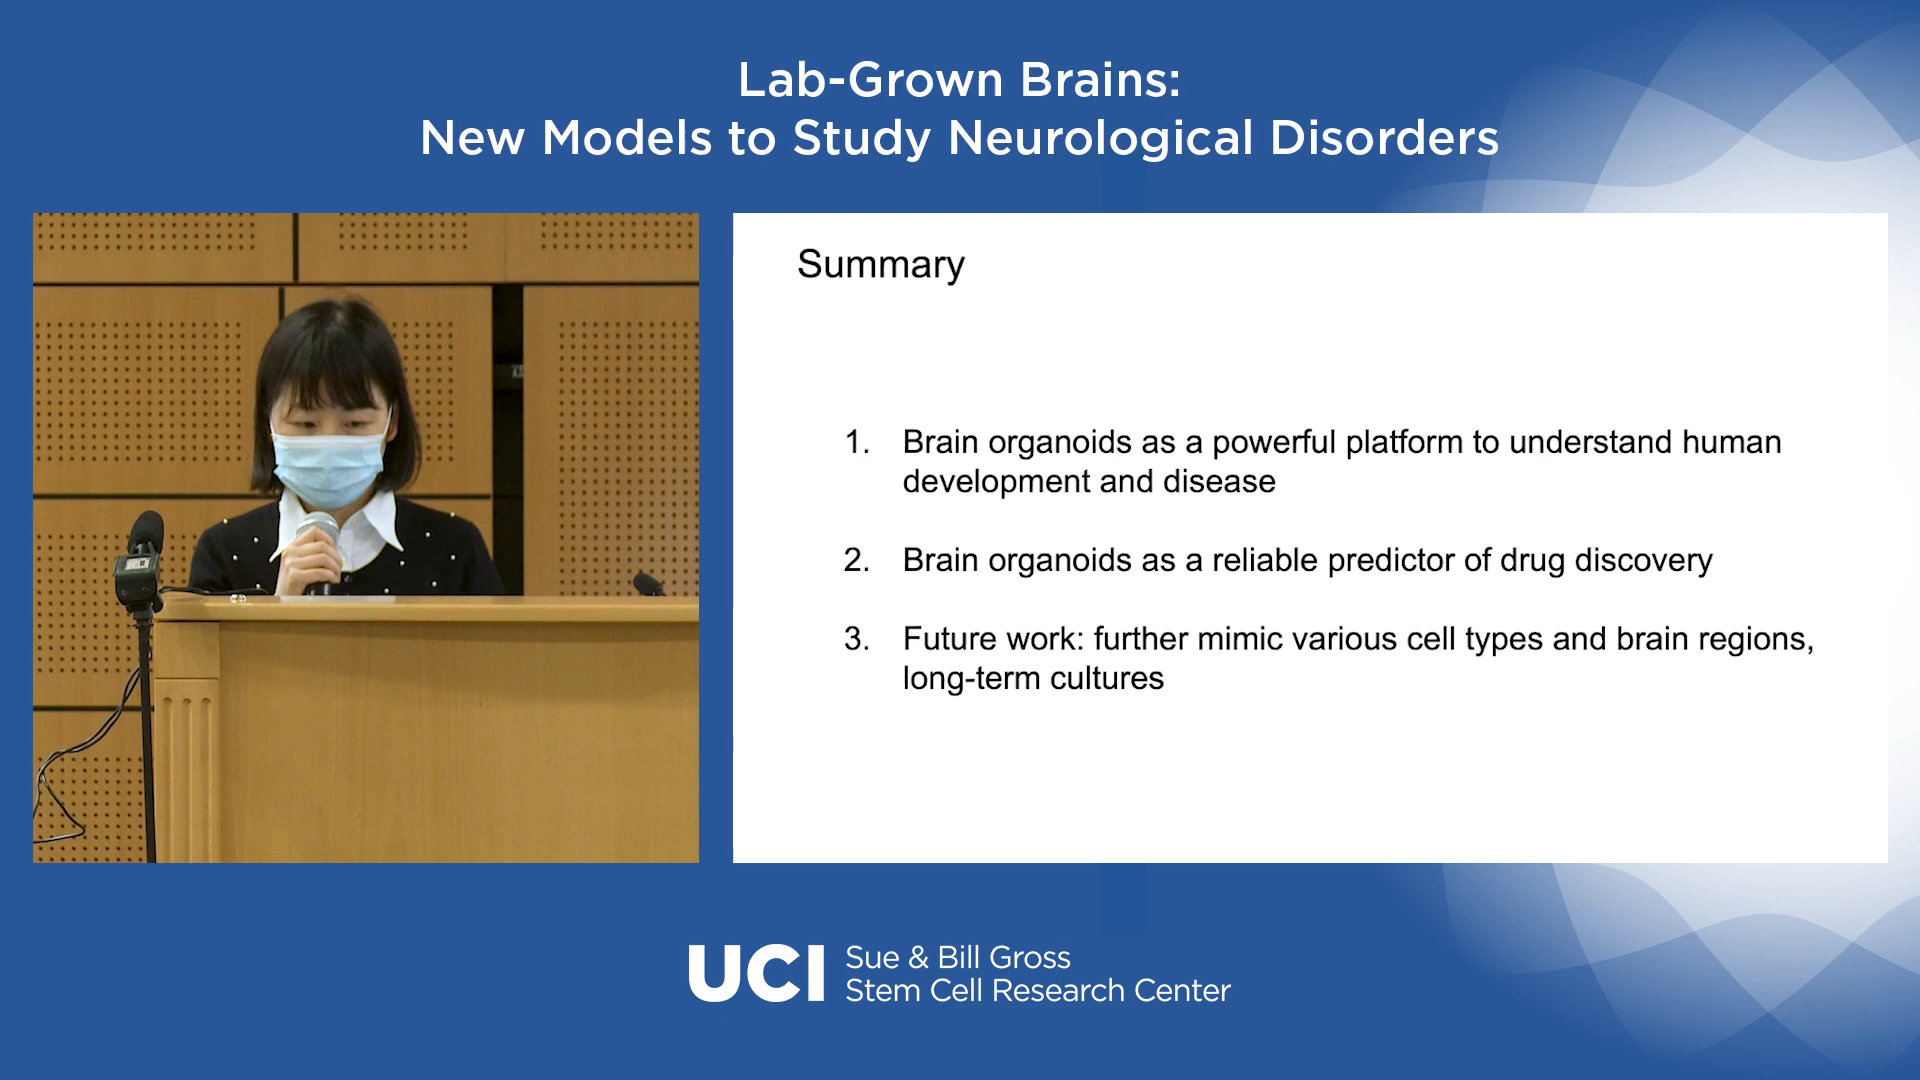 Lab-Grown Brains:
New Models to Study Neurological Disorders
Summary
1. Brain organoids as a powerful platform to understand human
development and disease
2. Brain organoids as a reliable predictor of drug discovery
3. Future work: further mimic various cell types and brain regions,
long-term cultures
UCI
Sue & Bill Gross
Stem Cell Research Center